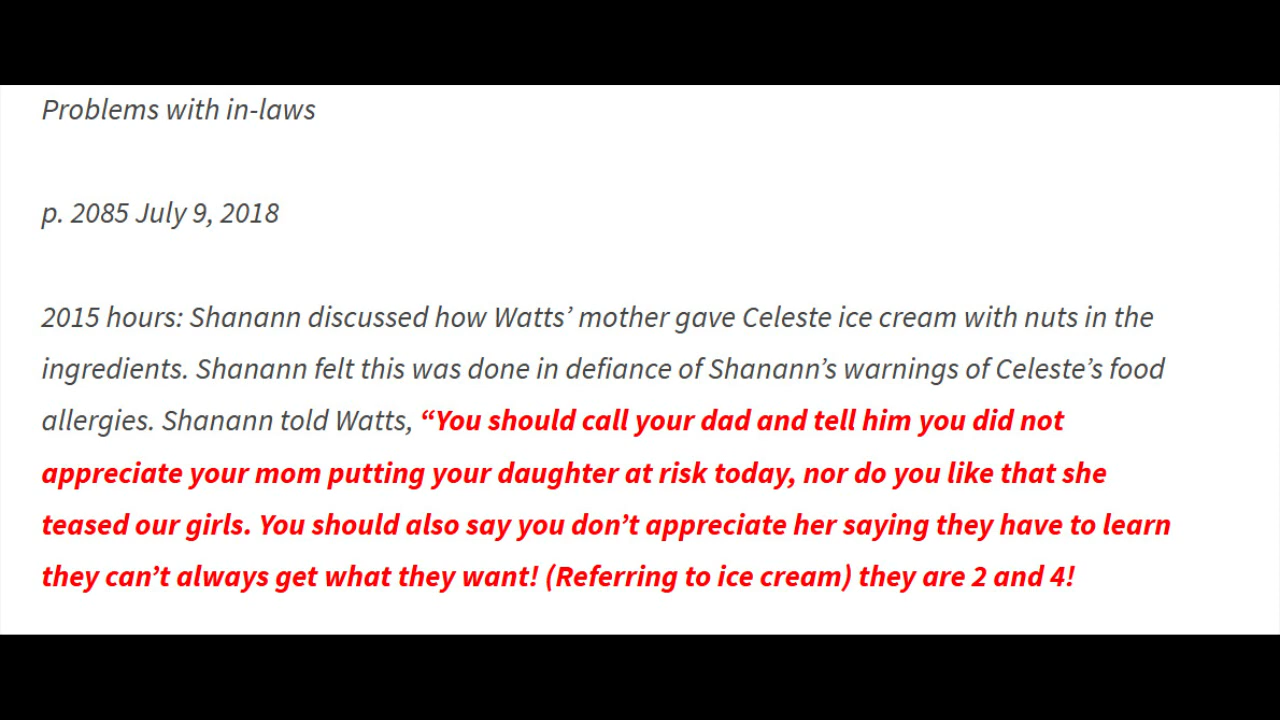 Problems with in-laws
p. 2085 July 9, 2018
2015 hours: Shanann discussed how Watts’ mother gave Celeste ice cream with nuts in the
ingredients. Shanann felt this was done in defiance of Shanann’s warnings of Celeste’s food
allergies. Shanann told Watts, “You should call your dad and tell him you did not
appreciate your mom putting your daughter at risk today, nor do you like that she
teased our girls. You should also say you don’t appreciate her saying they have to learn
they can’t always get what they want! (Referring to ice cream) they are 2 and 4!